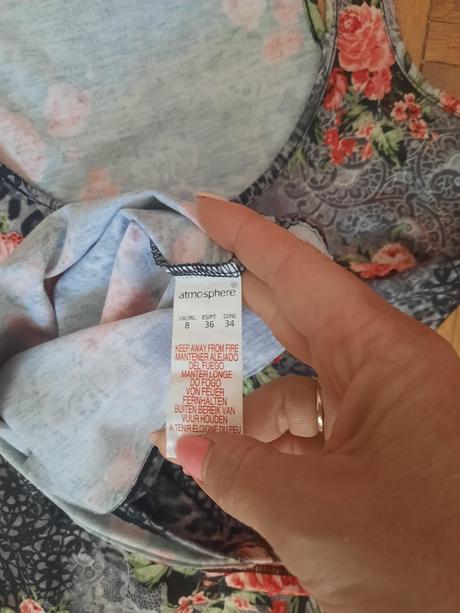 atmosphere®
UK/IRL ES/PT D/NL
8 36 34
KEEP AWAY FROM FIRE
MANTENER ALEJADO
DEL FUEGO
MANTER LONGE
DO FOGO
VON FEUER
FERNHALTEN
BUITEN BEREIK VAN
VUUR HOUDEN
A TENIR ELOIGNE DU FEU